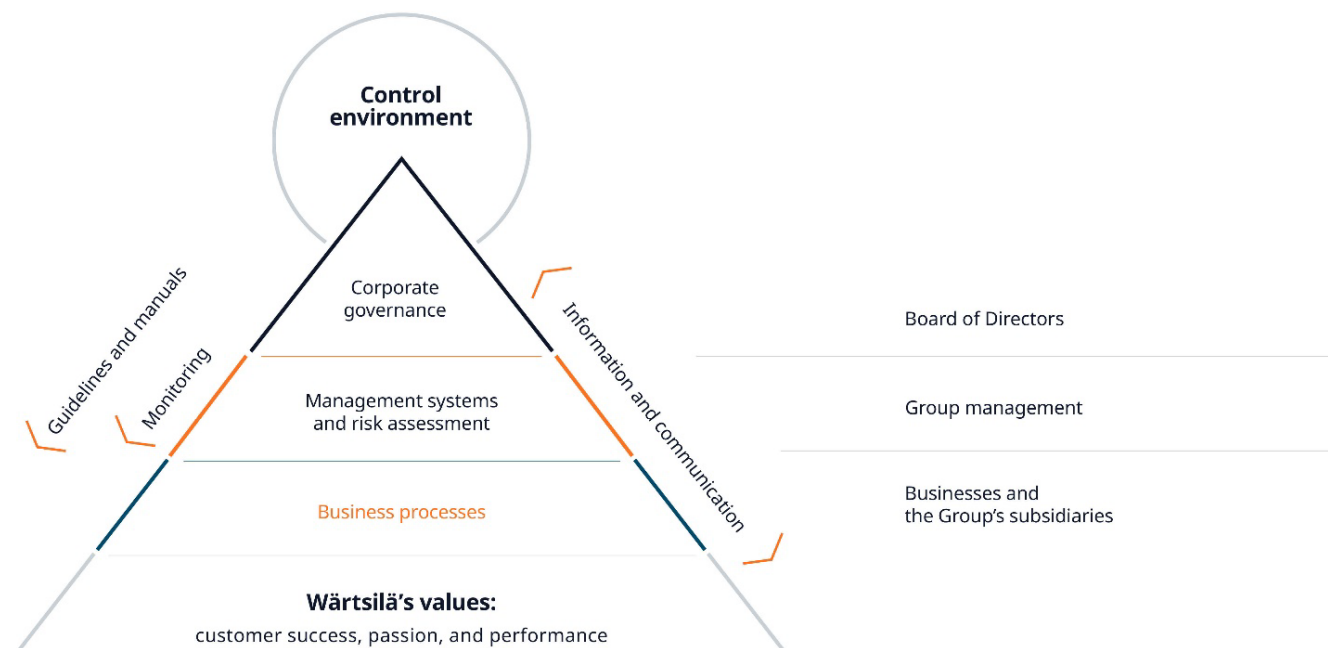 Control
environment
Corporate
governance
Management systems
and risk assessment
Business processes
Wärtsilä’s values:
customer success, passion, and performance
Guidelines and manuals
Monitoring
Information and communication
Board of Directors
Group management
Businesses and
the Group’s subsidiaries